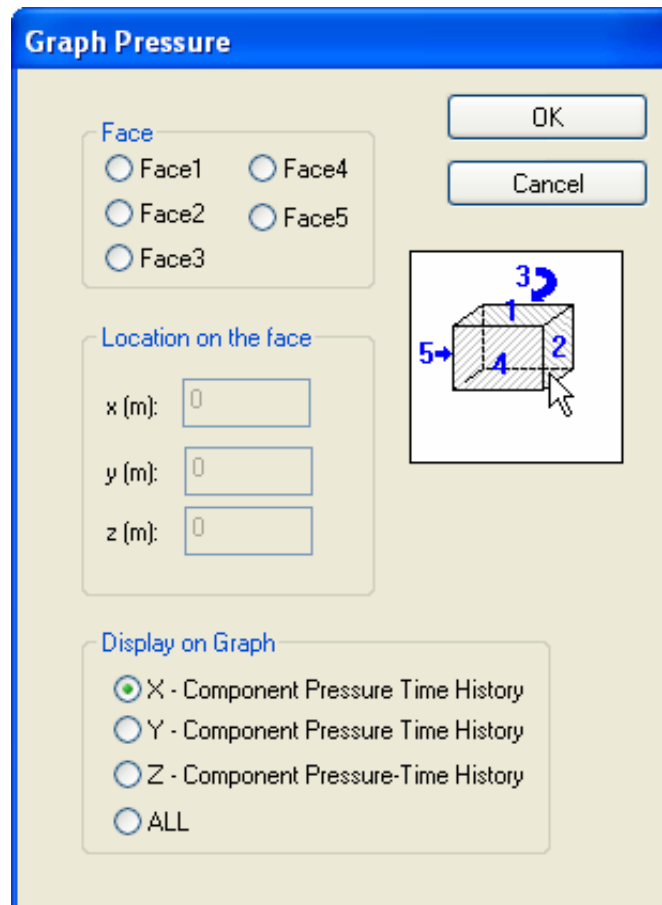 Graph Pressure
OK
Cancel
Face
Face1 Face4
Face2 Face5
Face3
3
1
5 2
4
Location on the face
x (m): 0
y (m): 0
z (m): 0
Display on Graph
X - Component Pressure Time History
Y - Component Pressure Time History
Z - Component Pressure-Time History
ALL